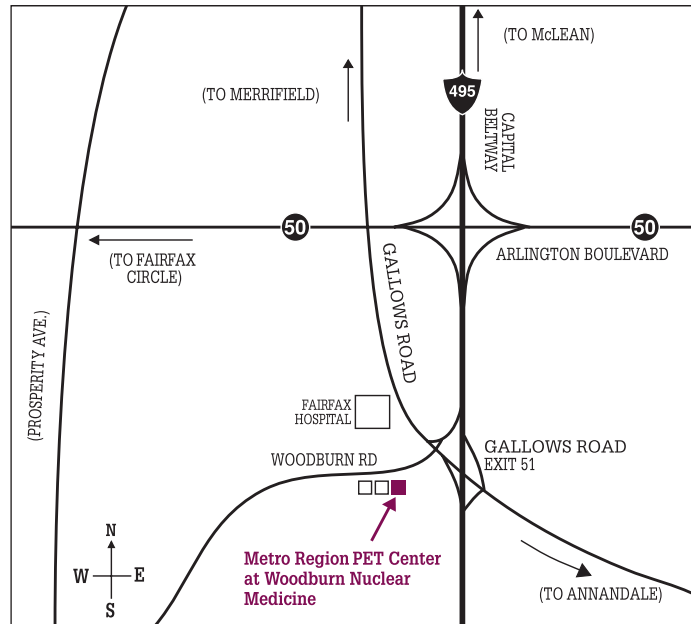 (TO McLEAN)
(TO MERRIFIELD)
495
CAPITAL
BELTWAY
50
50
(TO FAIRFAX
CIRCLE)
ARLINGTON BOULEVARD
GALLOWS ROAD
(PROSPERITY AVE.)
FAIRFAX
HOSPITAL
WOODBURN RD
GALLOWS ROAD
EXIT 51
N
W
E
S
Metro Region PET Center
at Woodburn Nuclear
Medicine
(TO ANNANDALE)